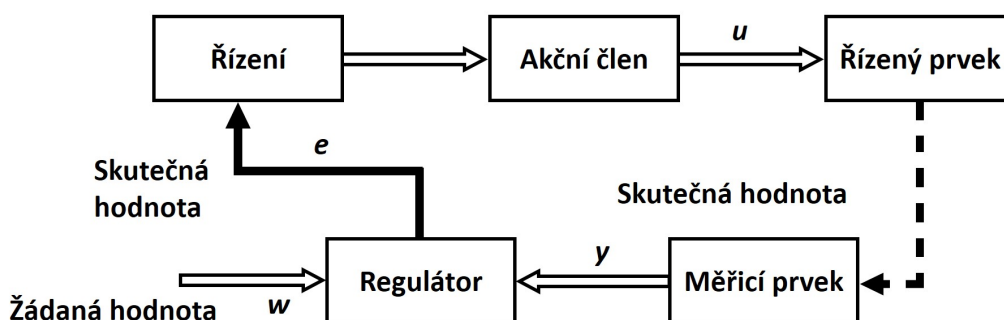 u
Řízení
Akční člen
Řízený prvek
e
Skutečná
hodnota
Skutečná hodnota
y
Regulátor
Měřicí prvek
Žádaná hodnota
w